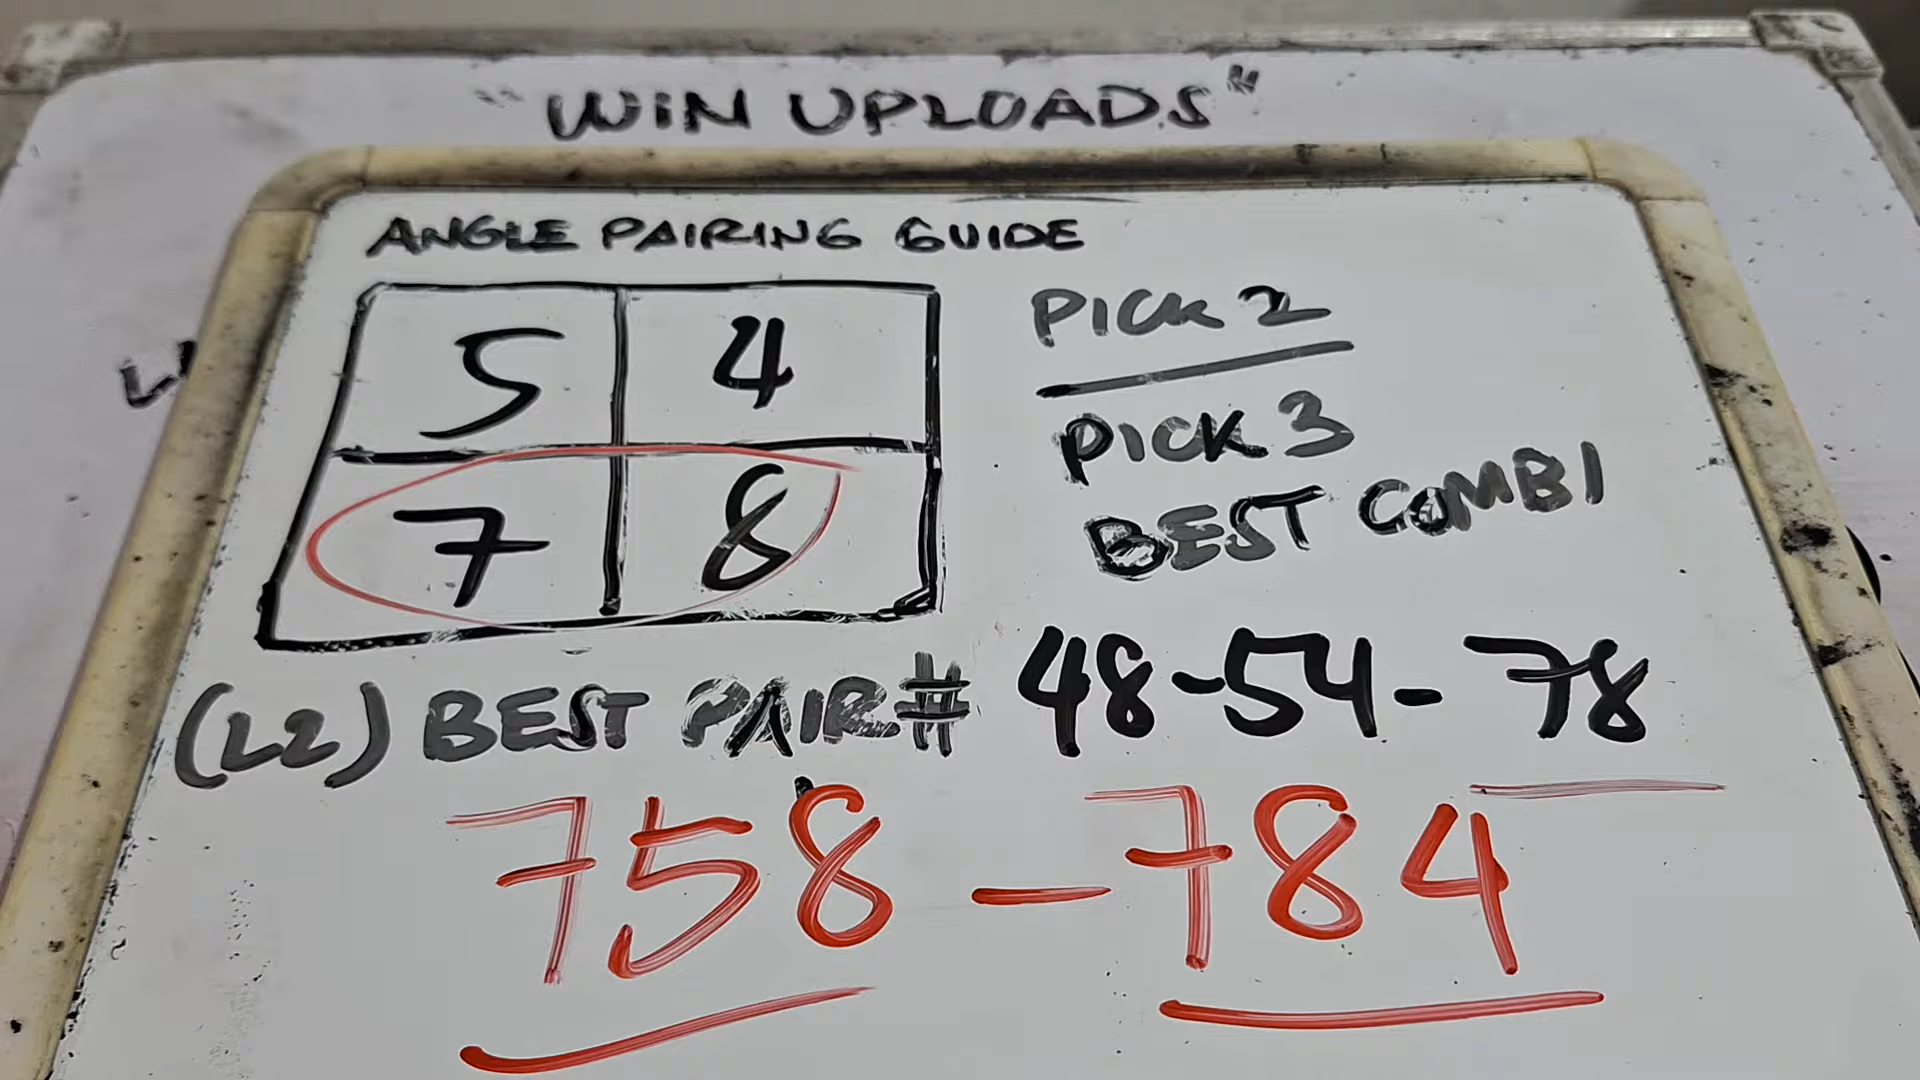 "WIN UPLOADS"
ANGLE PAIRING GUIDE
5 4
7 8
PICK 2
PICK 3
BEST COMBI
(L2) BEST PAIR# 48-54-78
758-784